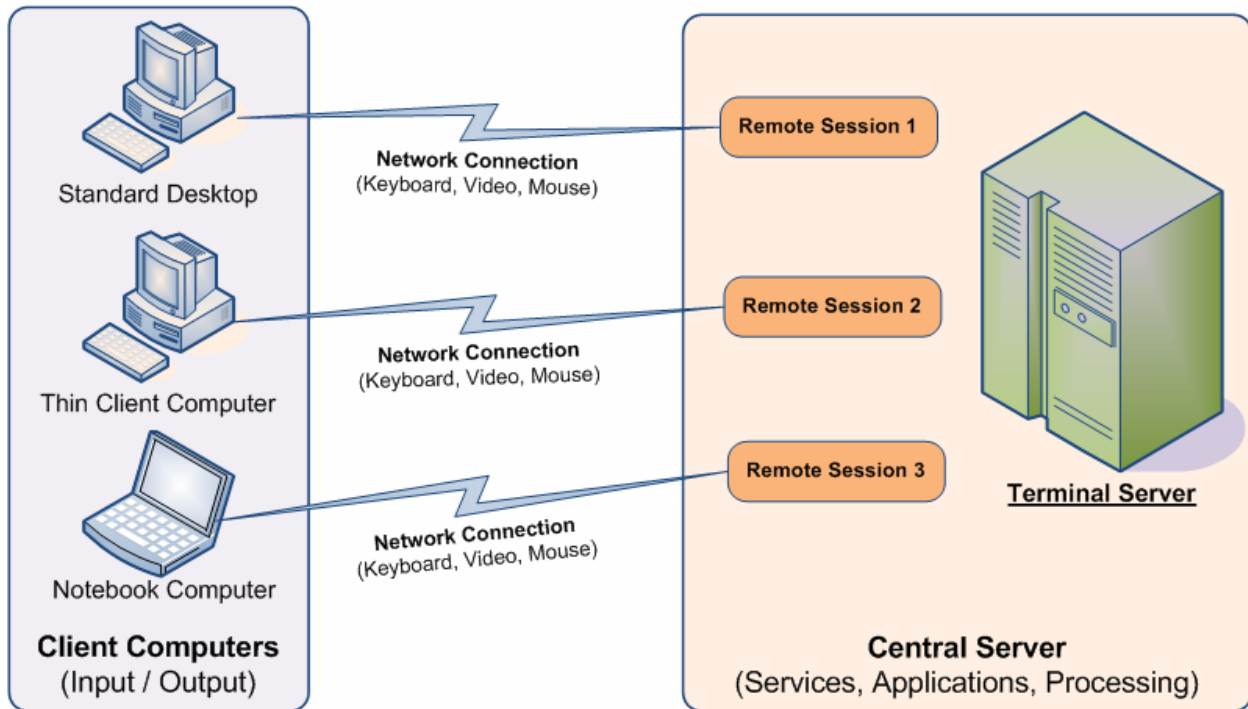 Standard Desktop
Network Connection
(Keyboard, Video, Mouse)
Remote Session 1
Thin Client Computer
Network Connection
(Keyboard, Video, Mouse)
Remote Session 2
Notebook Computer
Network Connection
(Keyboard, Video, Mouse)
Remote Session 3
Terminal Server
Client Computers
(Input / Output)
Central Server
(Services, Applications, Processing)